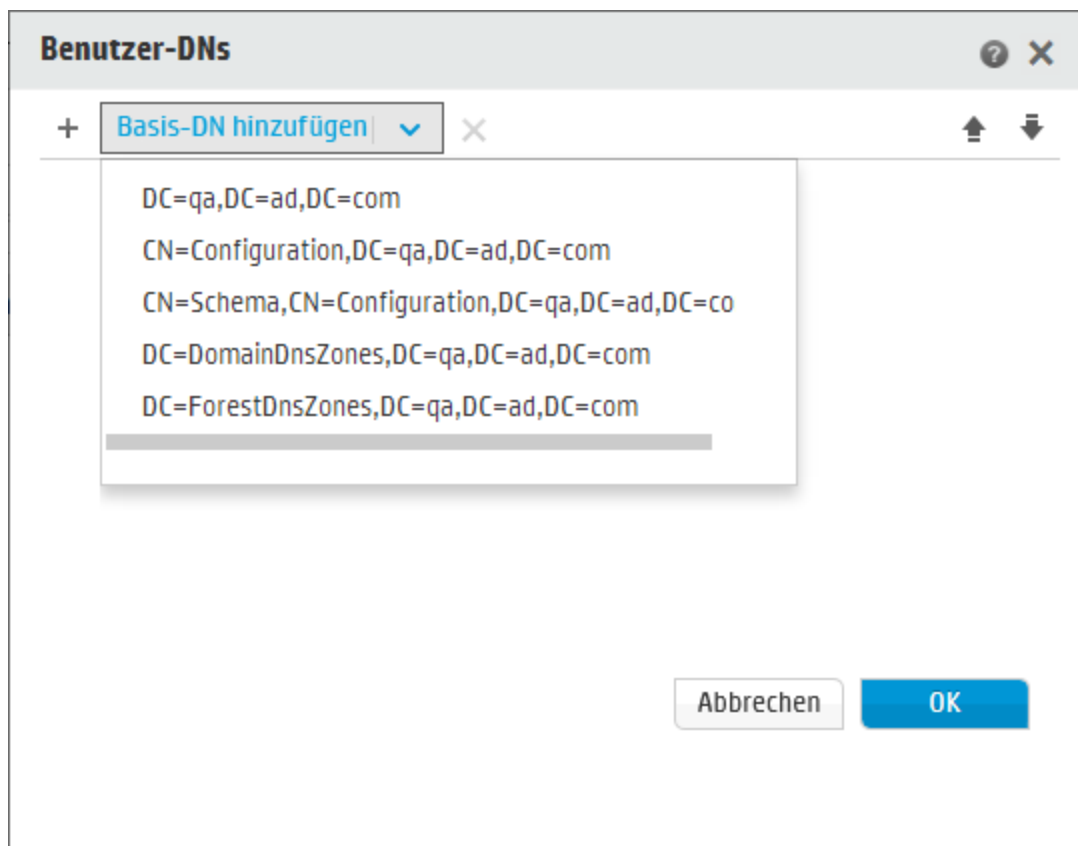 Benutzer-DNs
Basis-DN hinzufügen
DC=qa,DC=ad,DC=com
CN=Configuration,DC=qa,DC=ad,DC=com
CN=Schema,CN=Configuration,DC=qa,DC=ad,DC=co
DC=DomainDnsZones,DC=qa,DC=ad,DC=com
DC=ForestDnsZones,DC=qa,DC=ad,DC=com
Abbrechen OK